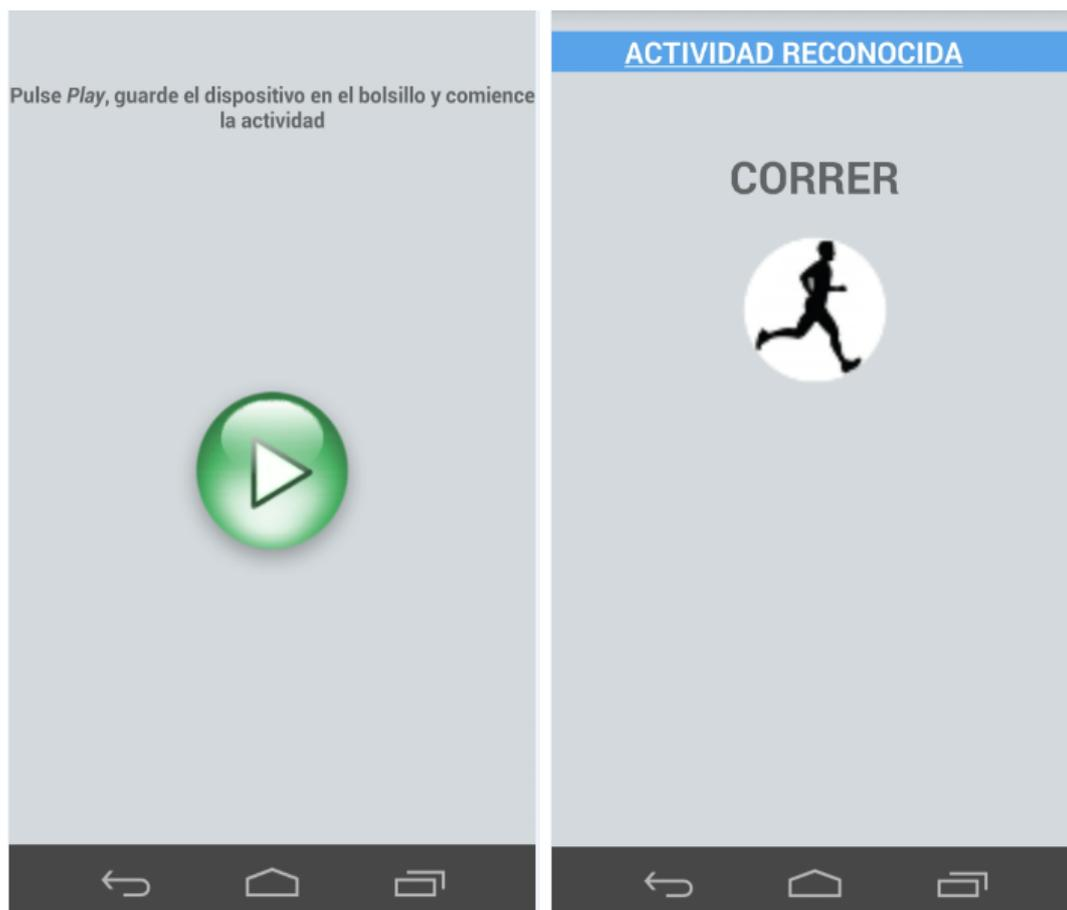 Pulse Play, guarde el dispositivo en el bolsillo y comience
la actividad
ACTIVIDAD RECONOCIDA
CORRER